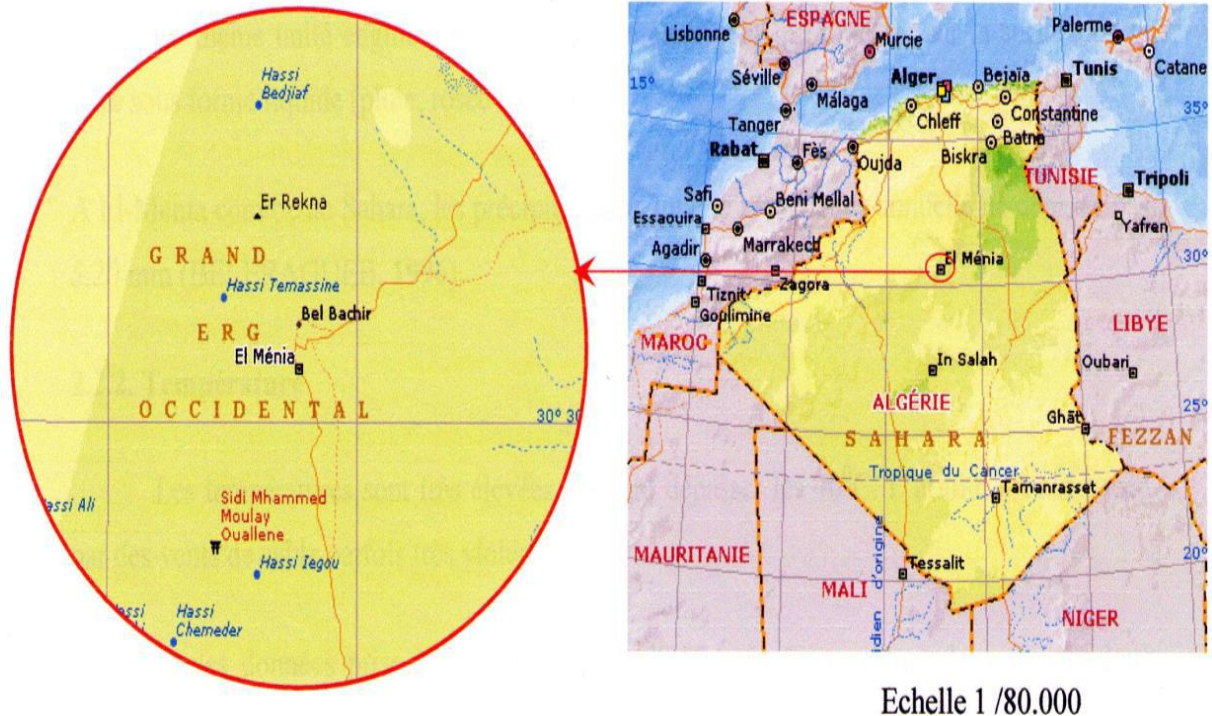 Hassi
Bedjiaf
Er Rekna
GRAND
Hassi Temassine
Bel Bachir
ERG
El Ménia
OCCIDENTAL
30° 30
assi Ali
Sidi Mhammed
Moulay
Ouallene
Hassi Iegou
Hassi
Chemeder
ESPAGNE
Lisbonne
Murcie
Palerme
Séville
Málaga
Alger
Bejaïa
Tunis
Catane
15°
35°
Tanger
Chleff
Constantine
Batna
Rabat
Fès
Oujda
Biskra
TUNISIE
Tripoli
Safi
Beni Mellal
Yafren
Essaouira
Agadir
Marrakech
El Ménia
30°
Zagora
Tiznit
Goulimine
LIBYE
MAROC
In Salah
Oubari
ALGÉRIE
Ghāt
25°
SAHARA
FEZZAN
Tropique du Cancer
Tamanrasset
MAURITANIE
Tessalit
20°
MALI
idien d'origine
NIGER
Echelle 1 /80.000